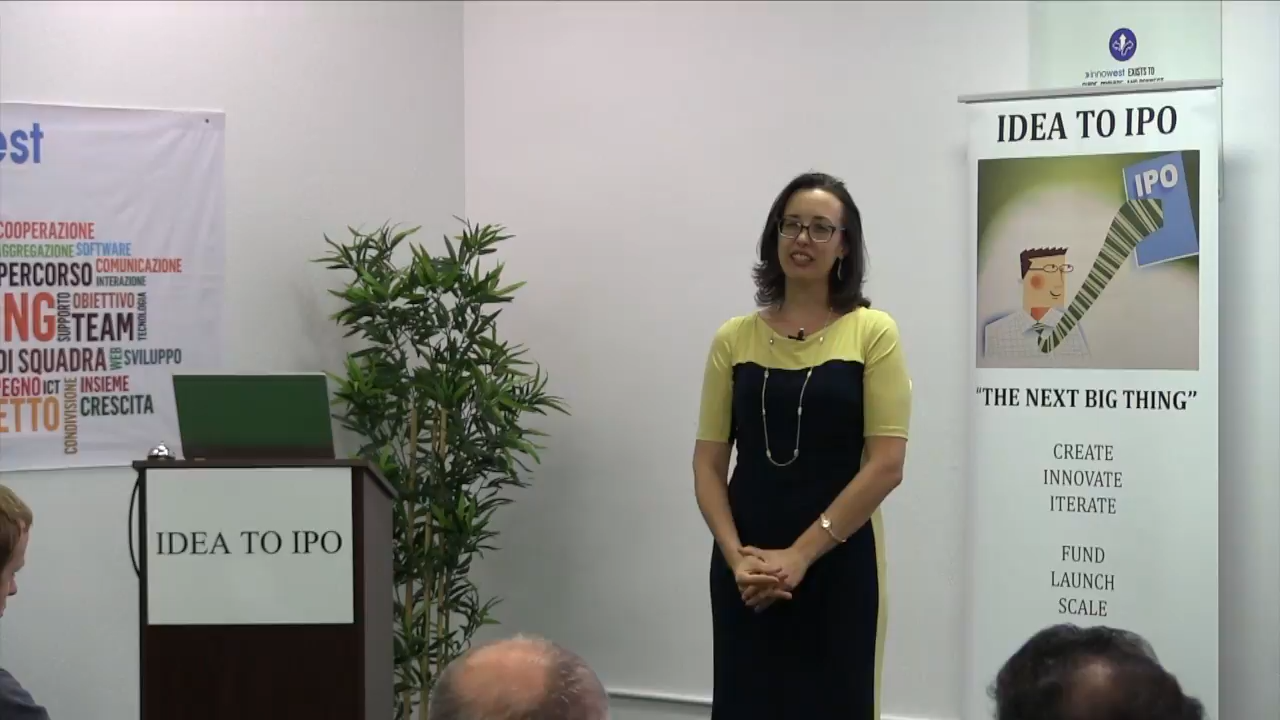 est
COOPERAZIONE
AGGREGAZIONE SOFTWARE
PERCORSO COMUNICAZIONE
INTERAZIONE
NG SUPPORTO OBIETTIVO TECNOLOGIA
TEAM
DI SQUADRA WEB SVILUPPO
PEGNO ICT INSIEME
ETTO CONDIVISIONE CRESCITA
IDEA TO IPO
innowest EXISTS TO
IDEA TO IPO
IPO
“THE NEXT BIG THING”
CREATE
INNOVATE
ITERATE
FUND
LAUNCH
SCALE